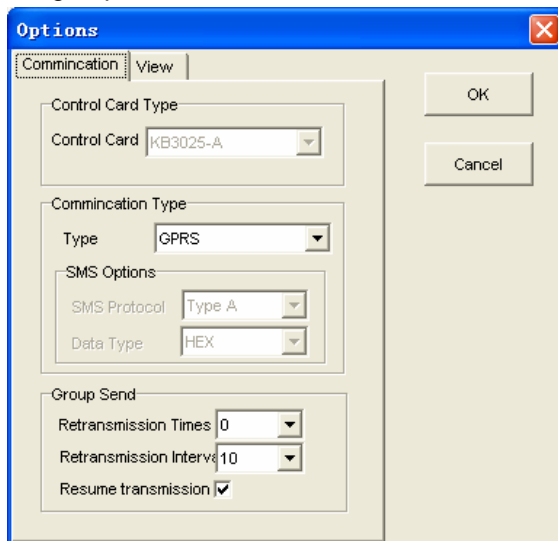 Options
Commincation View
Control Card Type
Control Card KB3025-A
OK
Cancel
Commincation Type
Type GPRS
SMS Options
SMS Protocol Type A
Data Type HEX
Group Send
Retransmission Times 0
Retransmission Interva 10
Resume transmission